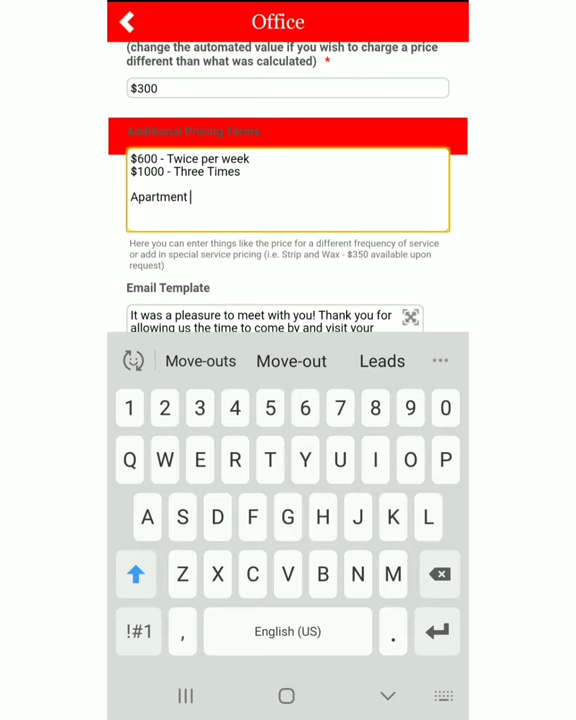 Office
(change the automated value if you wish to charge a price
different than what was calculated) *
$300
Additional Pricing Terms
$600 - Twice per week
$1000 - Three Times
Apartment
Here you can enter things like the price for a different frequency of service
or add in special service pricing (i.e. Strip and Wax - $350 available upon
request)
Email Template
It was a pleasure to meet with you! Thank you for
allowing us the time to come by and visit your
Move-outs Move-out Leads
1 2 3 4 5 6 7 8 9 0
Q W E R T Y U I O P
A S D F G H J K L
Z X C V B N M
!#1 , English (US) .